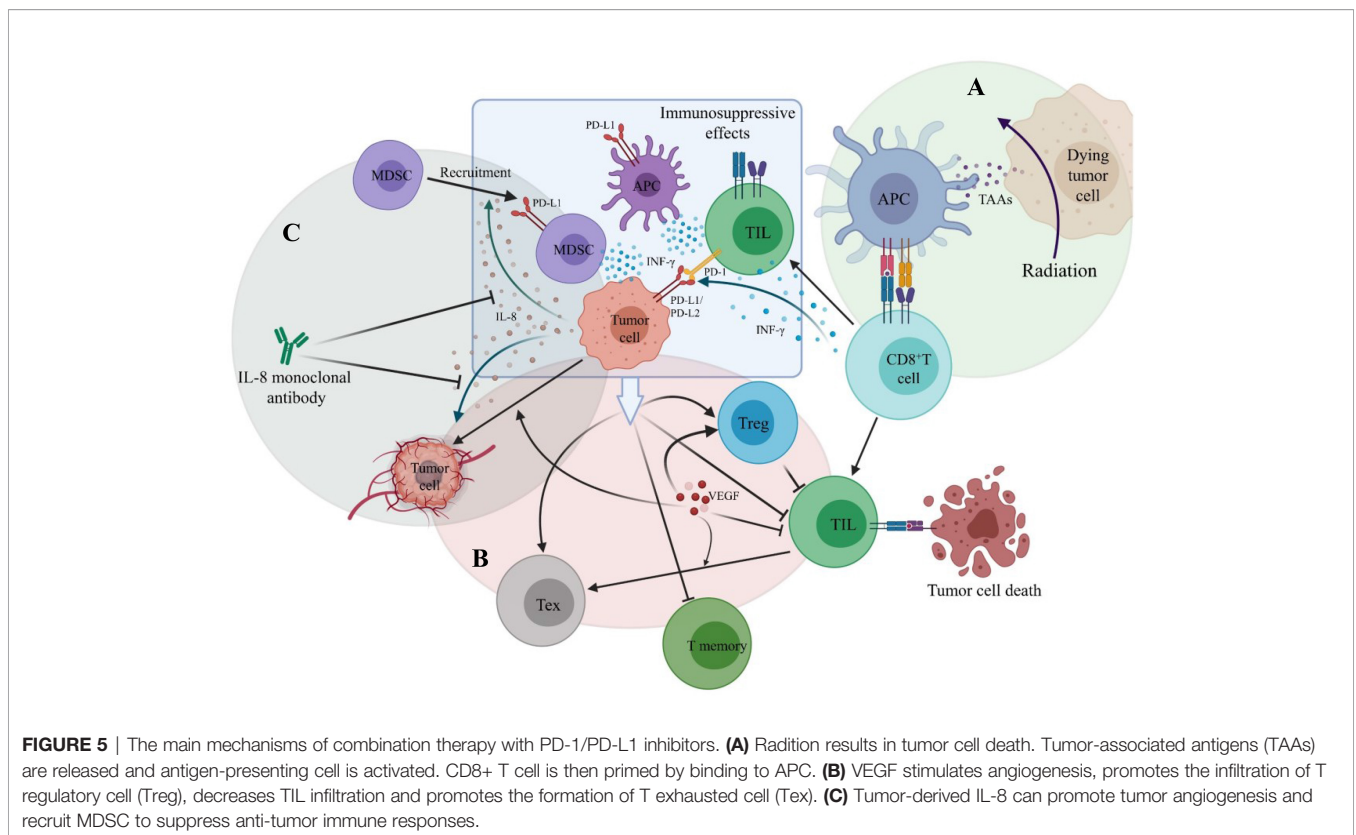 A
Immunosuppressive
effects
PD-L1
MDSC
Recruitment
PD-L1
APC
Dying
tumor
cell
APC
TAAs
C
MDSC
TIL
INF-γ
PD-1
Radiation
PD-L1/
PD-L2
IL-8
Tumor
cell
INF-γ
CD8+T
cell
IL-8 monoclonal
antibody
Treg
Tumor
cell
VEGF
TIL
B
Tex
Tumor cell death
T memory
FIGURE 5 | The main mechanisms of combination therapy with PD-1/PD-L1 inhibitors. (A) Radition results in tumor cell death. Tumor-associated antigens (TAAs)
are released and antigen-presenting cell is activated. CD8+ T cell is then primed by binding to APC. (B) VEGF stimulates angiogenesis, promotes the infiltration of T
regulatory cell (Treg), decreases TIL infiltration and promotes the formation of T exhausted cell (Tex). (C) Tumor-derived IL-8 can promote tumor angiogenesis and
recruit MDSC to suppress anti-tumor immune responses.